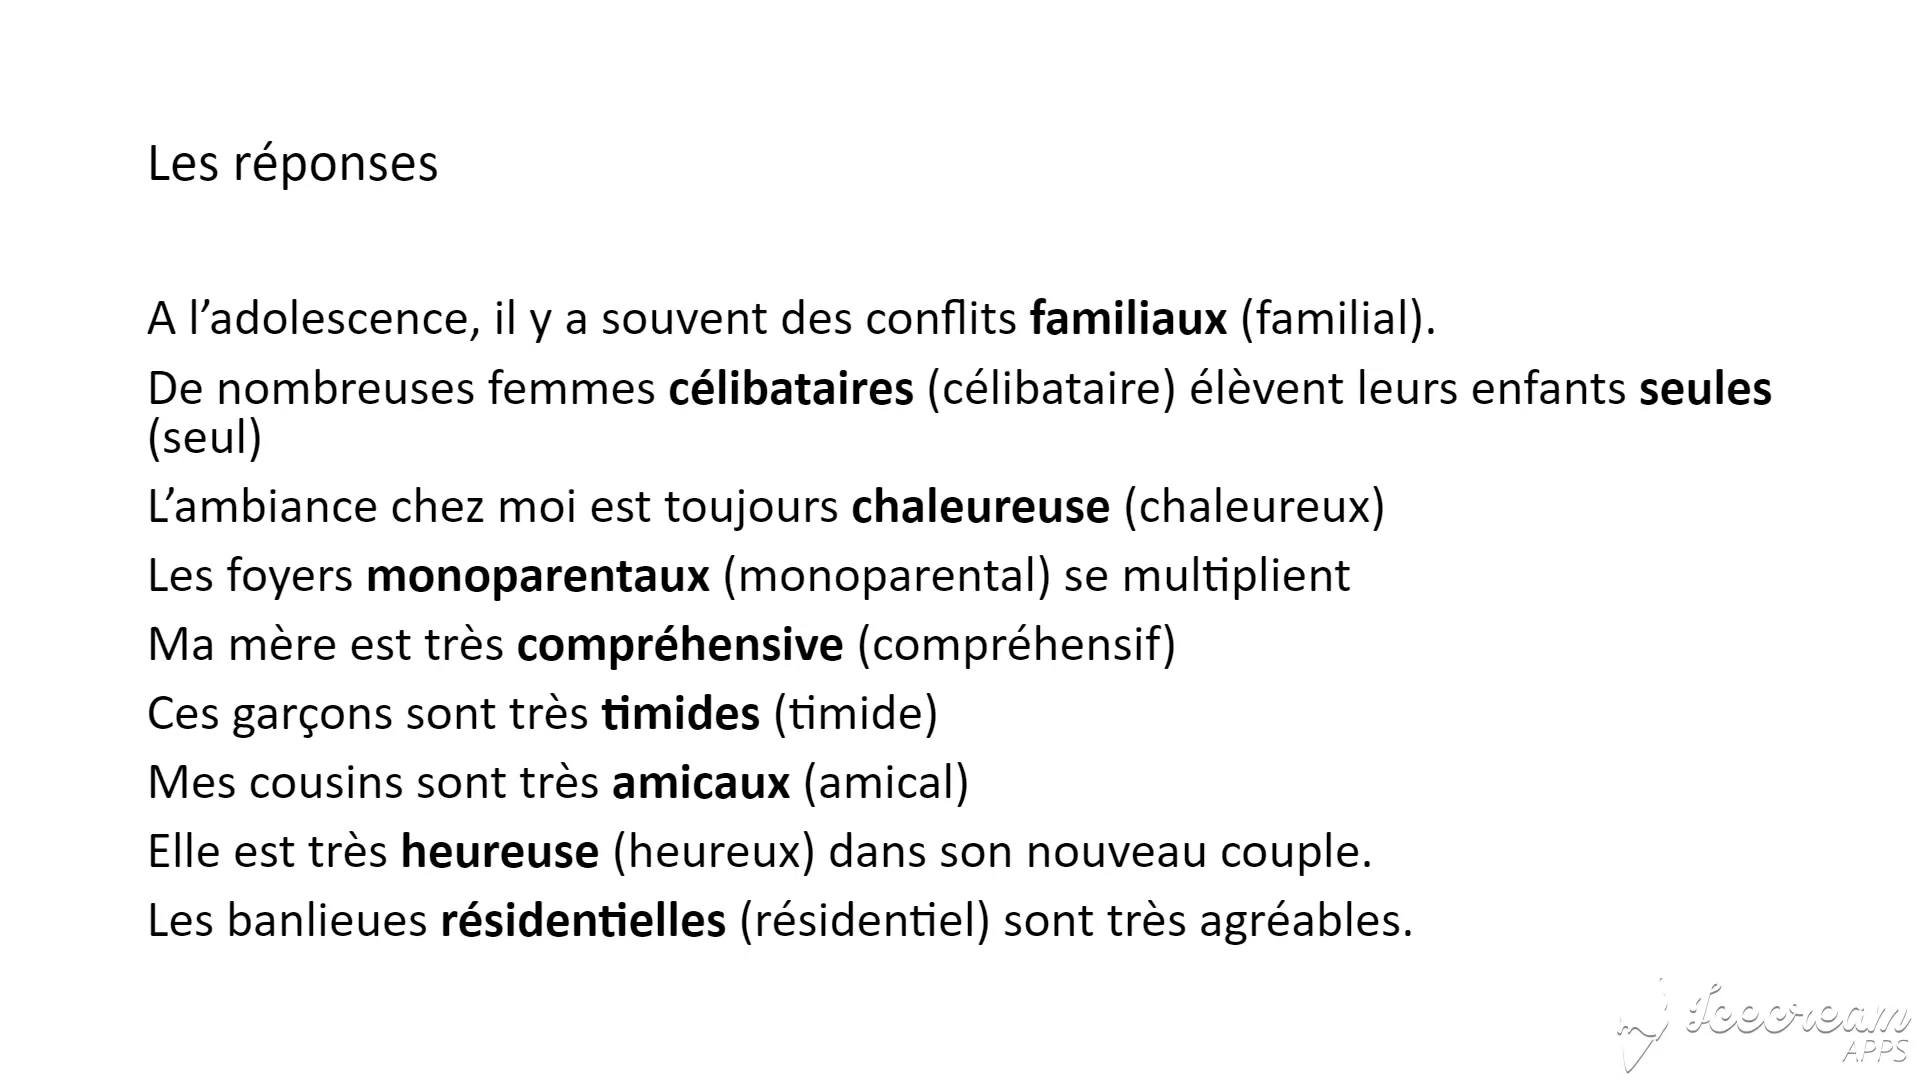 Les réponses
A l’adolescence, il y a souvent des conflits familiaux (familial).
De nombreuses femmes célibataires (célibataire) élèvent leurs enfants seules
(seul)
L’ambiance chez moi est toujours chaleureuse (chaleureux)
Les foyers monoparentaux (monoparental) se multiplient
Ma mère est très compréhensive (compréhensif)
Ces garçons sont très timides (timide)
Mes cousins sont très amicaux (amical)
Elle est très heureuse (heureux) dans son nouveau couple.
Les banlieues résidentielles (résidentiel) sont très agréables.
Icecream
APPS